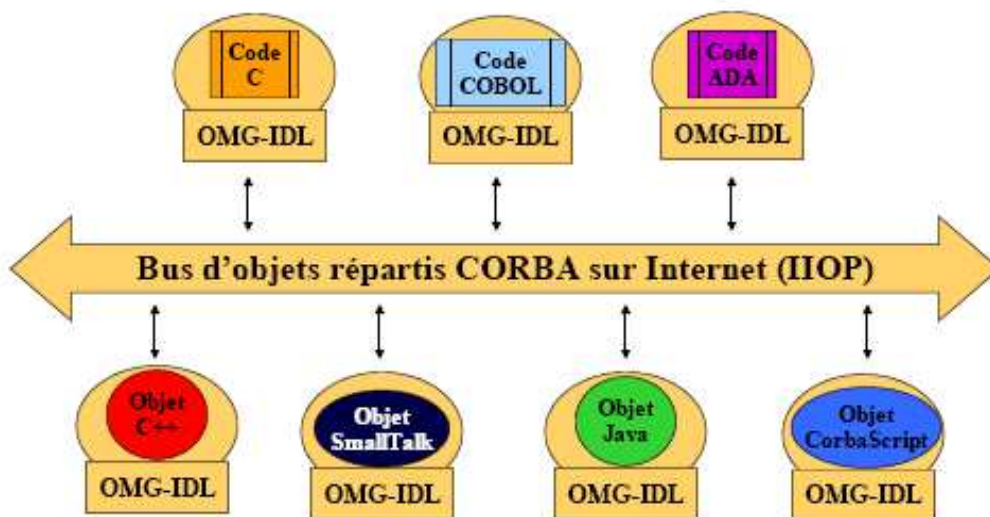 Code
C
OMG-IDL
Code
COBOL
OMG-IDL
Code
ADA
OMG-IDL
Bus d'objets répartis CORBA sur Internet (IIOP)
Objet
C++
OMG-IDL
Objet
SmallTalk
OMG-IDL
Objet
Java
OMG-IDL
Objet
CorbaScript
OMG-IDL